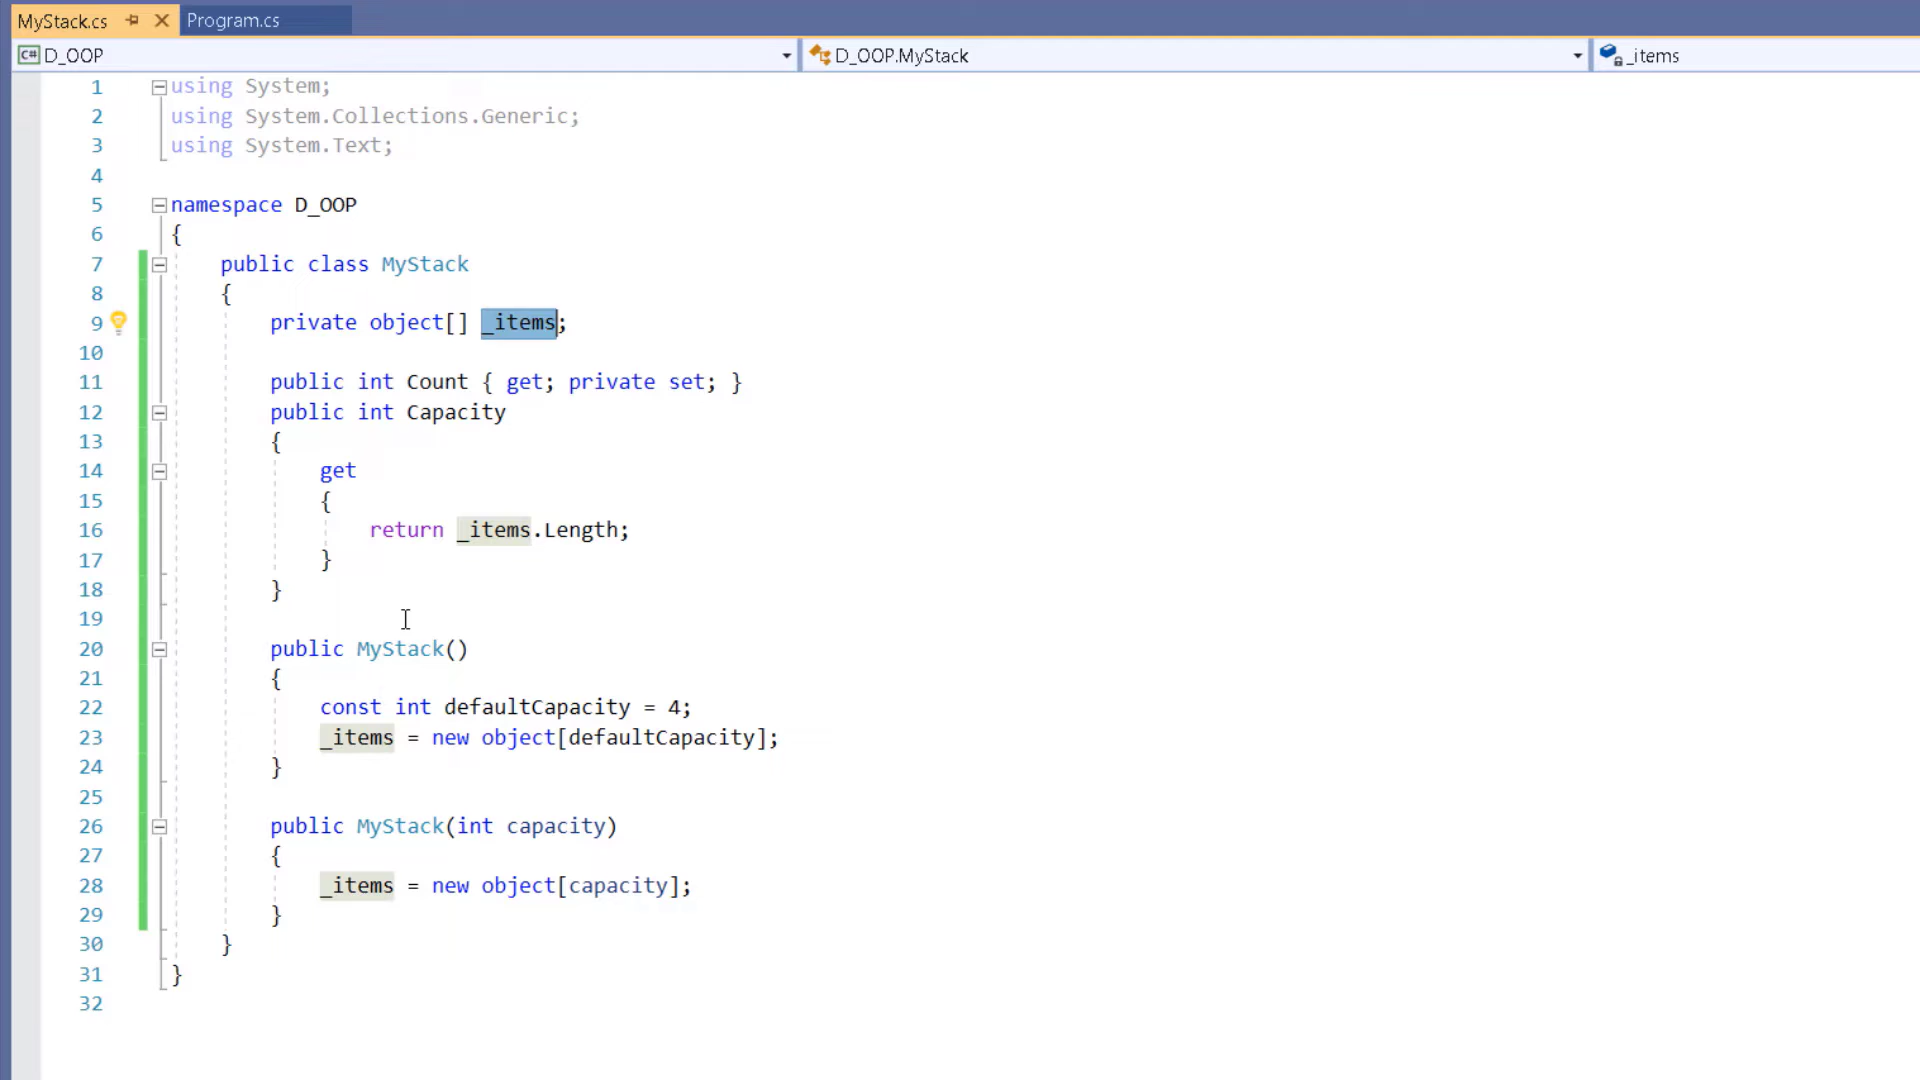 MyStack.cs Program.cs
D_OOP D_OOP.MyStack _items
1 using System;
2 using System.Collections.Generic;
3 using System.Text;
4
5 namespace D_OOP
6 {
7 public class MyStack
8 {
9 private object[] _items;
10
11 public int Count { get; private set; }
12 public int Capacity
13 {
14 get
15 {
16 return _items.Length;
17 }
18 }
19
20 public MyStack()
21 {
22 const int defaultCapacity = 4;
23 _items = new object[defaultCapacity];
24 }
25
26 public MyStack(int capacity)
27 {
28 _items = new object[capacity];
29 }
30 }
31 }
32